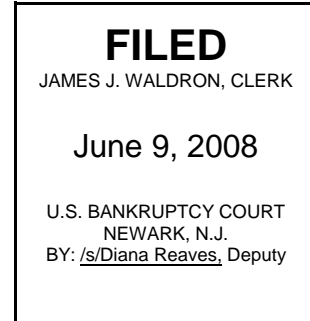 FILED
JAMES J. WALDRON, CLERK
June 9, 2008
U.S. BANKRUPTCY COURT
NEWARK, N.J.
BY: /s/Diana Reaves, Deputy